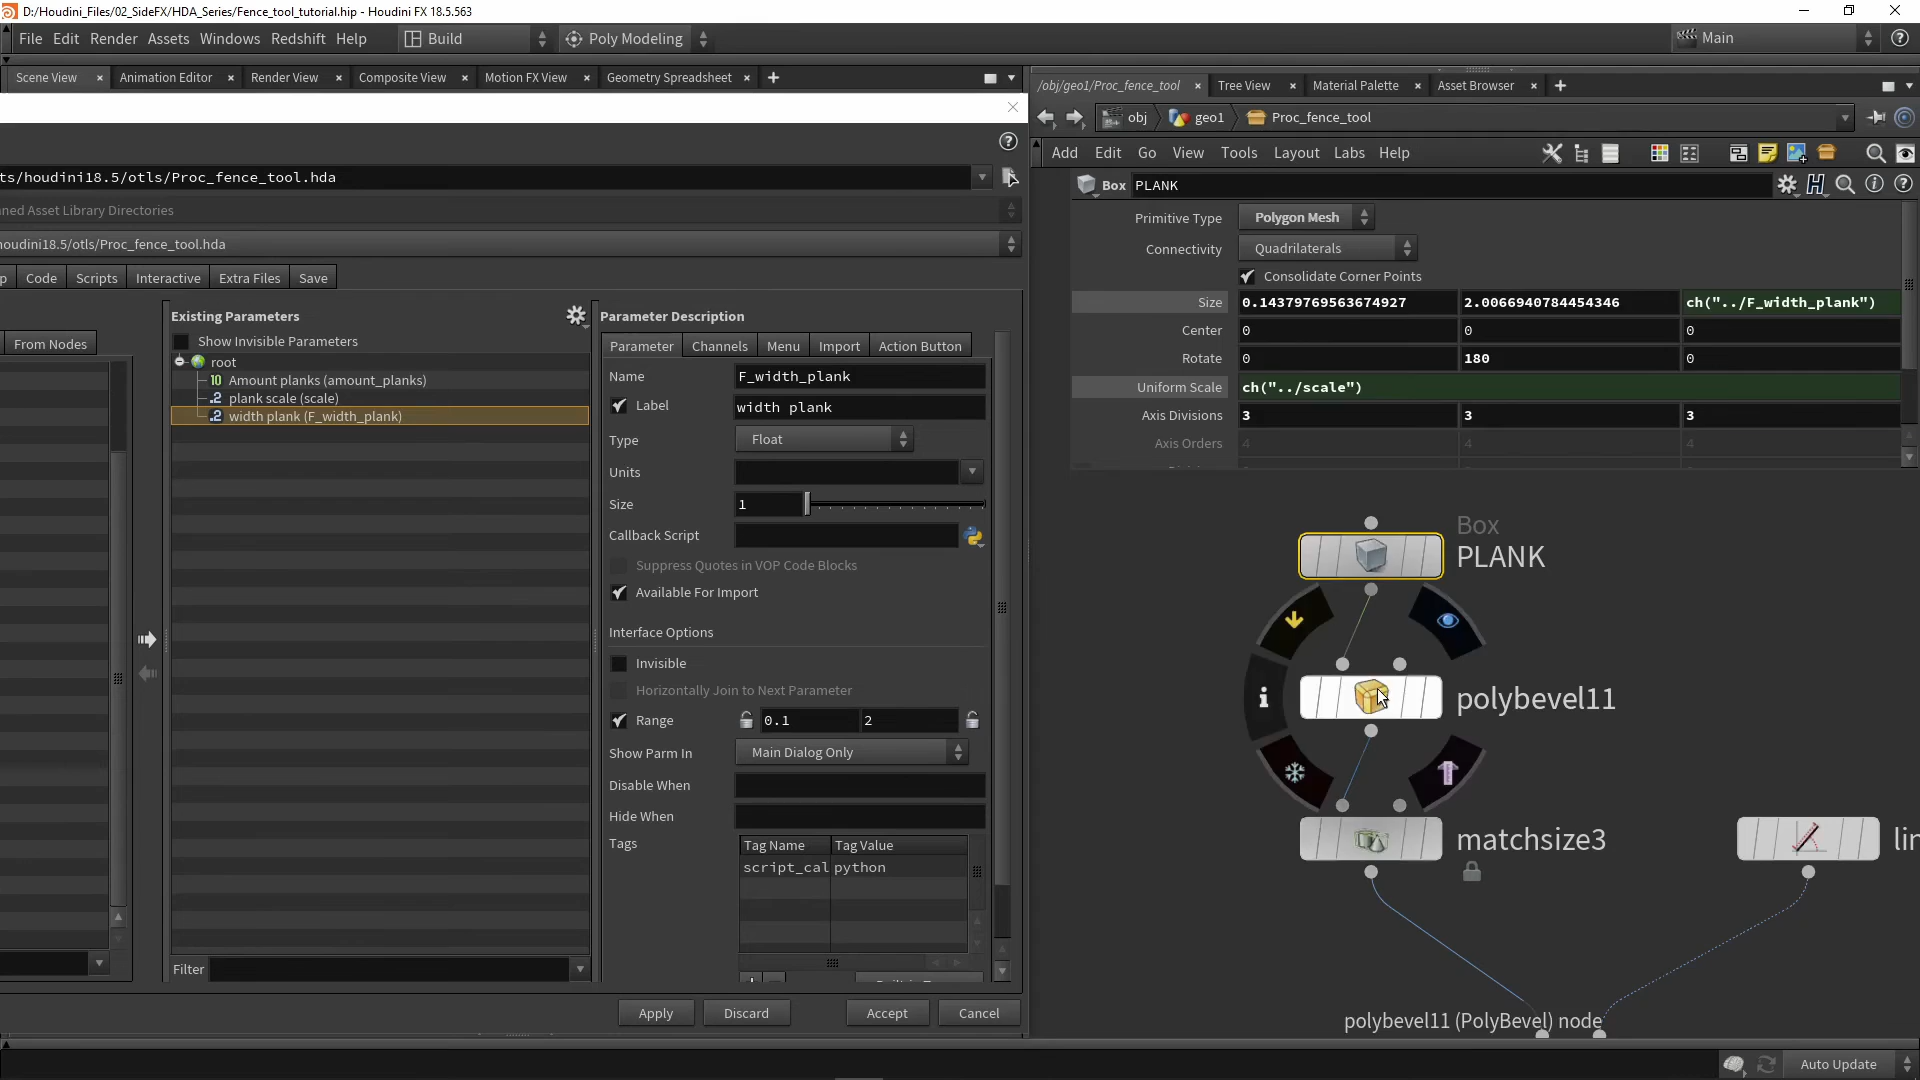 D:/Houdini_Files/02_SideFX/HDA_Series/Fence_tool_tutorial.hip - Houdini FX 18.5.563
File Edit Render Assets Windows Redshift Help
Build
Poly Modeling
Main
Scene View Animation Editor Render View Composite View Motion FX View Geometry Spreadsheet
/obj/geo1/Proc_fence_tool Tree View Material Palette Asset Browser
obj geo1 Proc_fence_tool
Add Edit Go View Tools Layout Labs Help
ts/houdini18.5/otls/Proc_fence_tool.hda
ned Asset Library Directories
houdini18.5/otls/Proc_fence_tool.hda
p Code Scripts Interactive Extra Files Save
From Nodes
Existing Parameters
Show Invisible Parameters
root
10 Amount planks (amount_planks)
.2 plank scale (scale)
.2 width plank (F_width_plank)
Filter
Parameter Description
Parameter Channels Menu Import Action Button
Name F_width_plank
Label width plank
Type Float
Units
Size 1
Callback Script
Suppress Quotes in VOP Code Blocks
Available For Import
Interface Options
Invisible
Horizontally Join to Next Parameter
Range 0.1 2
Show Parm In Main Dialog Only
Disable When
Hide When
Tags
Tag Name Tag Value
script_cal python
Apply Discard Accept Cancel
Box PLANK
Primitive Type Polygon Mesh
Connectivity Quadrilaterals
Consolidate Corner Points
Size 0.14379769563674927 2.0066940784454346 ch("../F_width_plank")
Center 0 0 0
Rotate 0 180 0
Uniform Scale ch("../scale")
Axis Divisions 3 3 3
Axis Orders 4 4 4
Box
PLANK
polybevel11
matchsize3
lin
polybevel11 (PolyBevel) node
Auto Update